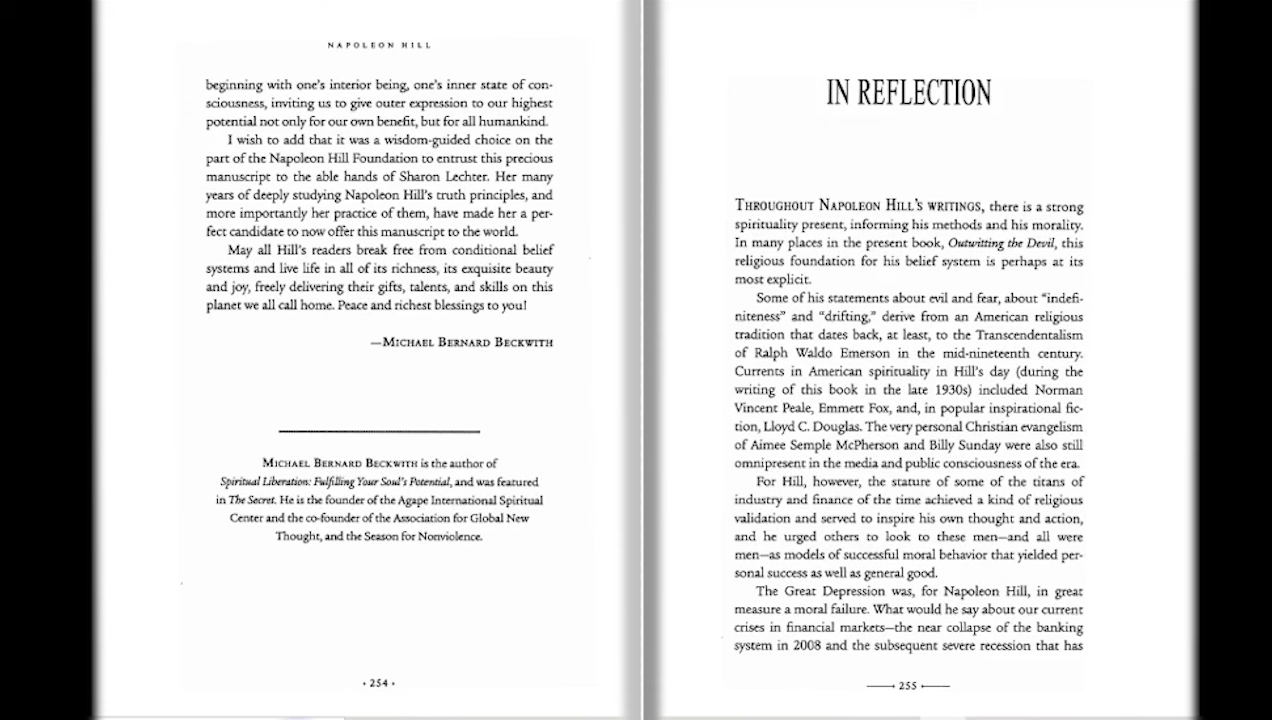 NAPOLEON HILL
beginning with one's interior being, one's inner state of con-
sciousness, inviting us to give outer expression to our highest
potential not only for our own benefit, but for all humankind.
I wish to add that it was a wisdom-guided choice on the
part of the Napoleon Hill Foundation to entrust this precious
manuscript to the able hands of Sharon Lechter. Her many
years of deeply studying Napoleon Hill's truth principles, and
more importantly her practice of them, have made her a per-
fect candidate to now offer this manuscript to the world.
May all Hill's readers break free from conditional belief
systems and live life in all of its richness, its exquisite beauty
and joy, freely delivering their gifts, talents, and skills on this
planet we all call home. Peace and richest blessings to you!
—MICHAEL BERNARD BECKWITH
MICHAEL BERNARD BECKWITH is the author of
Spiritual Liberation: Fulfilling Your Soul's Potential, and was featured
in The Secret. He is the founder of the Agape International Spiritual
Center and the co-founder of the Association for Global New
Thought, and the Season for Nonviolence.
• 254 •
IN REFLECTION
THROUGHOUT NAPOLEON HILL'S WRITINGS, there is a strong
spirituality present, informing his methods and his morality.
In many places in the present book, Outwitting the Devil, this
religious foundation for his belief system is perhaps at its
most explicit.
Some of his statements about evil and fear, about "indefi-
niteness" and "drifting," derive from an American religious
tradition that dates back, at least, to the Transcendentalism
of Ralph Waldo Emerson in the mid-nineteenth century.
Currents in American spirituality in Hill's day (during the
writing of this book in the late 1930s) included Norman
Vincent Peale, Emmett Fox, and, in popular inspirational fic-
tion, Lloyd C. Douglas. The very personal Christian evangelism
of Aimee Semple McPherson and Billy Sunday were also still
omnipresent in the media and public consciousness of the era.
For Hill, however, the stature of some of the titans of
industry and finance of the time achieved a kind of religious
validation and served to inspire his own thought and action,
and he urged others to look to these men—and all were
men—as models of successful moral behavior that yielded per-
sonal success as well as general good.
The Great Depression was, for Napoleon Hill, in great
measure a moral failure. What would he say about our current
crises in financial markets—the near collapse of the banking
system in 2008 and the subsequent severe recession that has
255